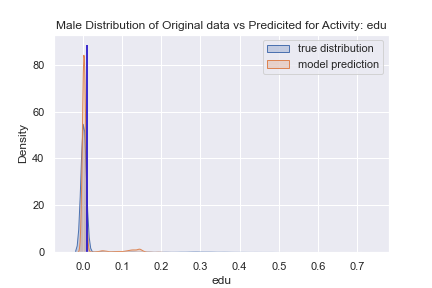 Male Distribution of Original data vs Predicited for Activity: edu
true distribution
model prediction
Density
80
60
40
20
0
0.0 0.1 0.2 0.3 0.4 0.5 0.6 0.7
edu